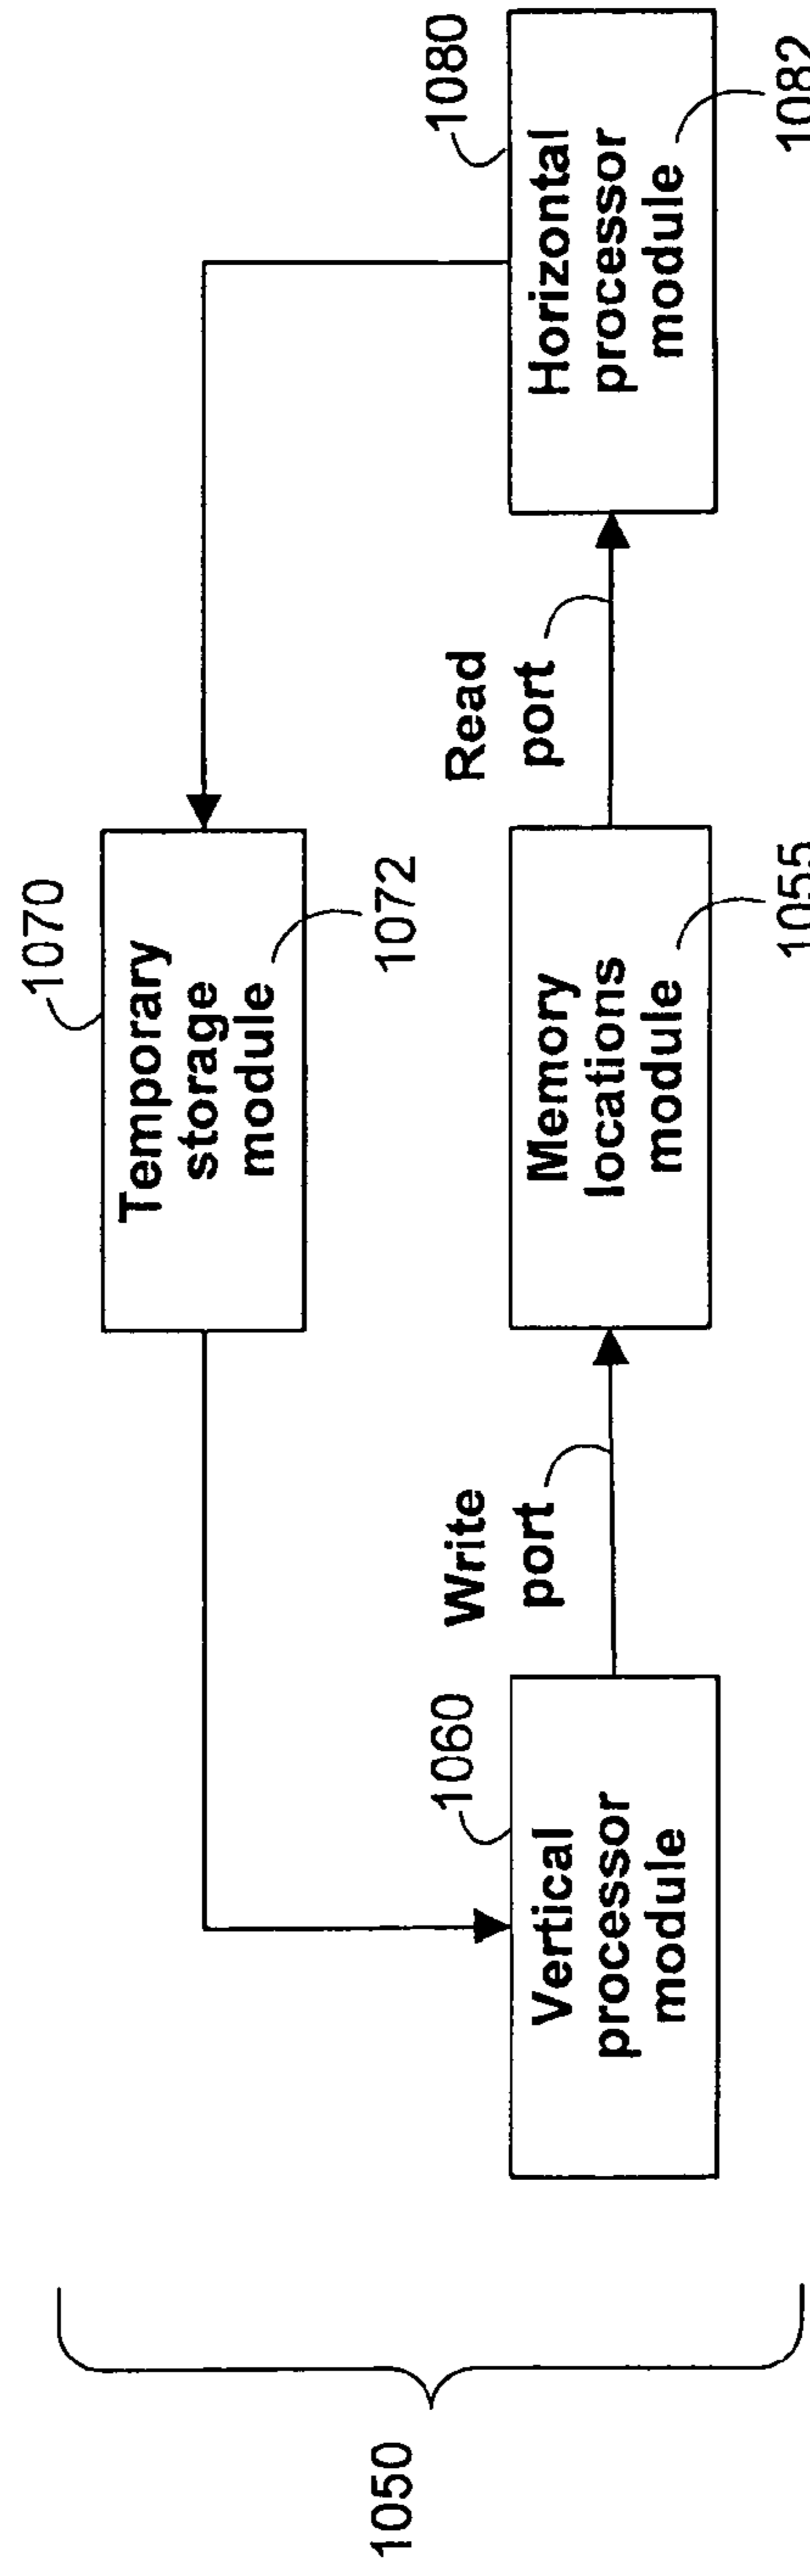 1070
Temporary
storage
module
1072
1050
1060
Vertical
processor
module
Write
port
Memory
locations
module
1055
Read
port
1080
Horizontal
processor
module
1082